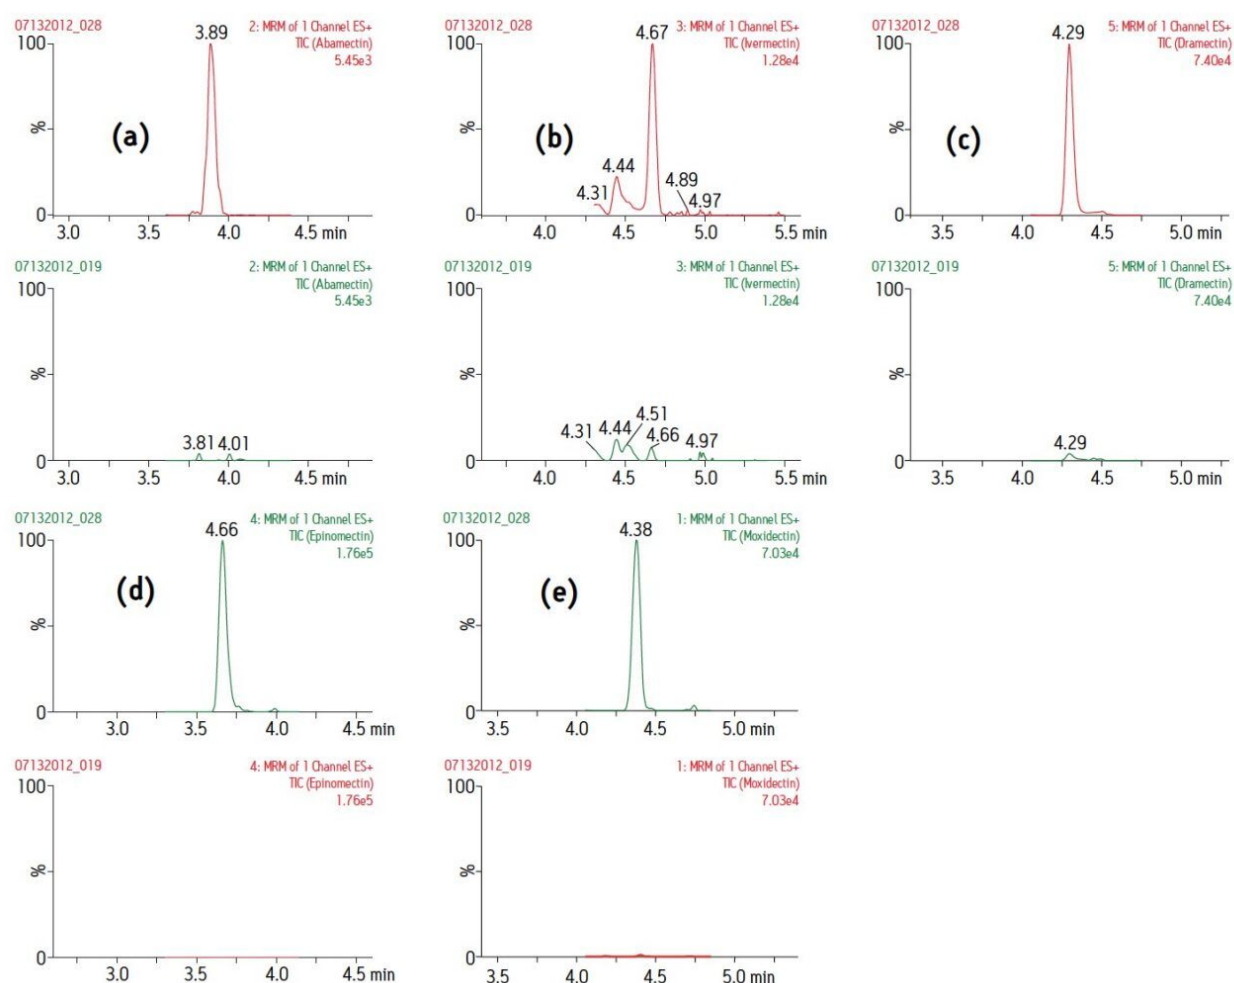 07132012_028
2: MRM of 1 Channel ES+
TIC (Abamectin)
5.45e3
3.89
100
%
0
(a)
3.0 3.5 4.0 4.5 min
07132012_028
3: MRM of 1 Channel ES+
TIC (Ivermectin)
1.28e4
4.67
100
%
0
(b)
4.31
4.44
4.89
4.97
4.0 4.5 5.0 5.5 min
07132012_028
5: MRM of 1 Channel ES+
TIC (Dramectin)
7.40e4
4.29
100
%
0
(c)
3.5 4.0 4.5 5.0 min
07132012_019
2: MRM of 1 Channel ES+
TIC (Abamectin)
5.45e3
100
%
0
3.81 4.01
3.0 3.5 4.0 4.5 min
07132012_019
3: MRM of 1 Channel ES+
TIC (Ivermectin)
1.28e4
100
%
0
4.31
4.44
4.51
4.66
4.97
4.0 4.5 5.0 5.5 min
07132012_019
5: MRM of 1 Channel ES+
TIC (Dramectin)
7.40e4
100
%
0
4.29
3.5 4.0 4.5 5.0 min
07132012_028
4: MRM of 1 Channel ES+
TIC (Epinomectin)
1.76e5
4.66
100
%
0
(d)
3.0 3.5 4.0 4.5 min
07132012_028
1: MRM of 1 Channel ES+
TIC (Moxidectin)
7.03e4
4.38
100
%
0
(e)
3.5 4.0 4.5 5.0 min
07132012_019
4: MRM of 1 Channel ES+
TIC (Epinomectin)
1.76e5
100
%
0
3.0 3.5 4.0 4.5 min
07132012_019
1: MRM of 1 Channel ES+
TIC (Moxidectin)
7.03e4
100
%
0
3.5 4.0 4.5 5.0 min